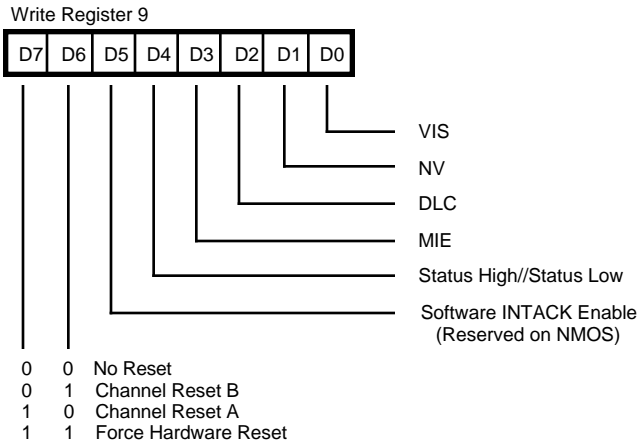 Write Register 9
D7 D6 D5 D4 D3 D2 D1 D0
VIS
NV
DLC
MIE
Status High//Status Low
Software INTACK Enable
(Reserved on NMOS)
0 0 No Reset
0 1 Channel Reset B
1 0 Channel Reset A
1 1 Force Hardware Reset